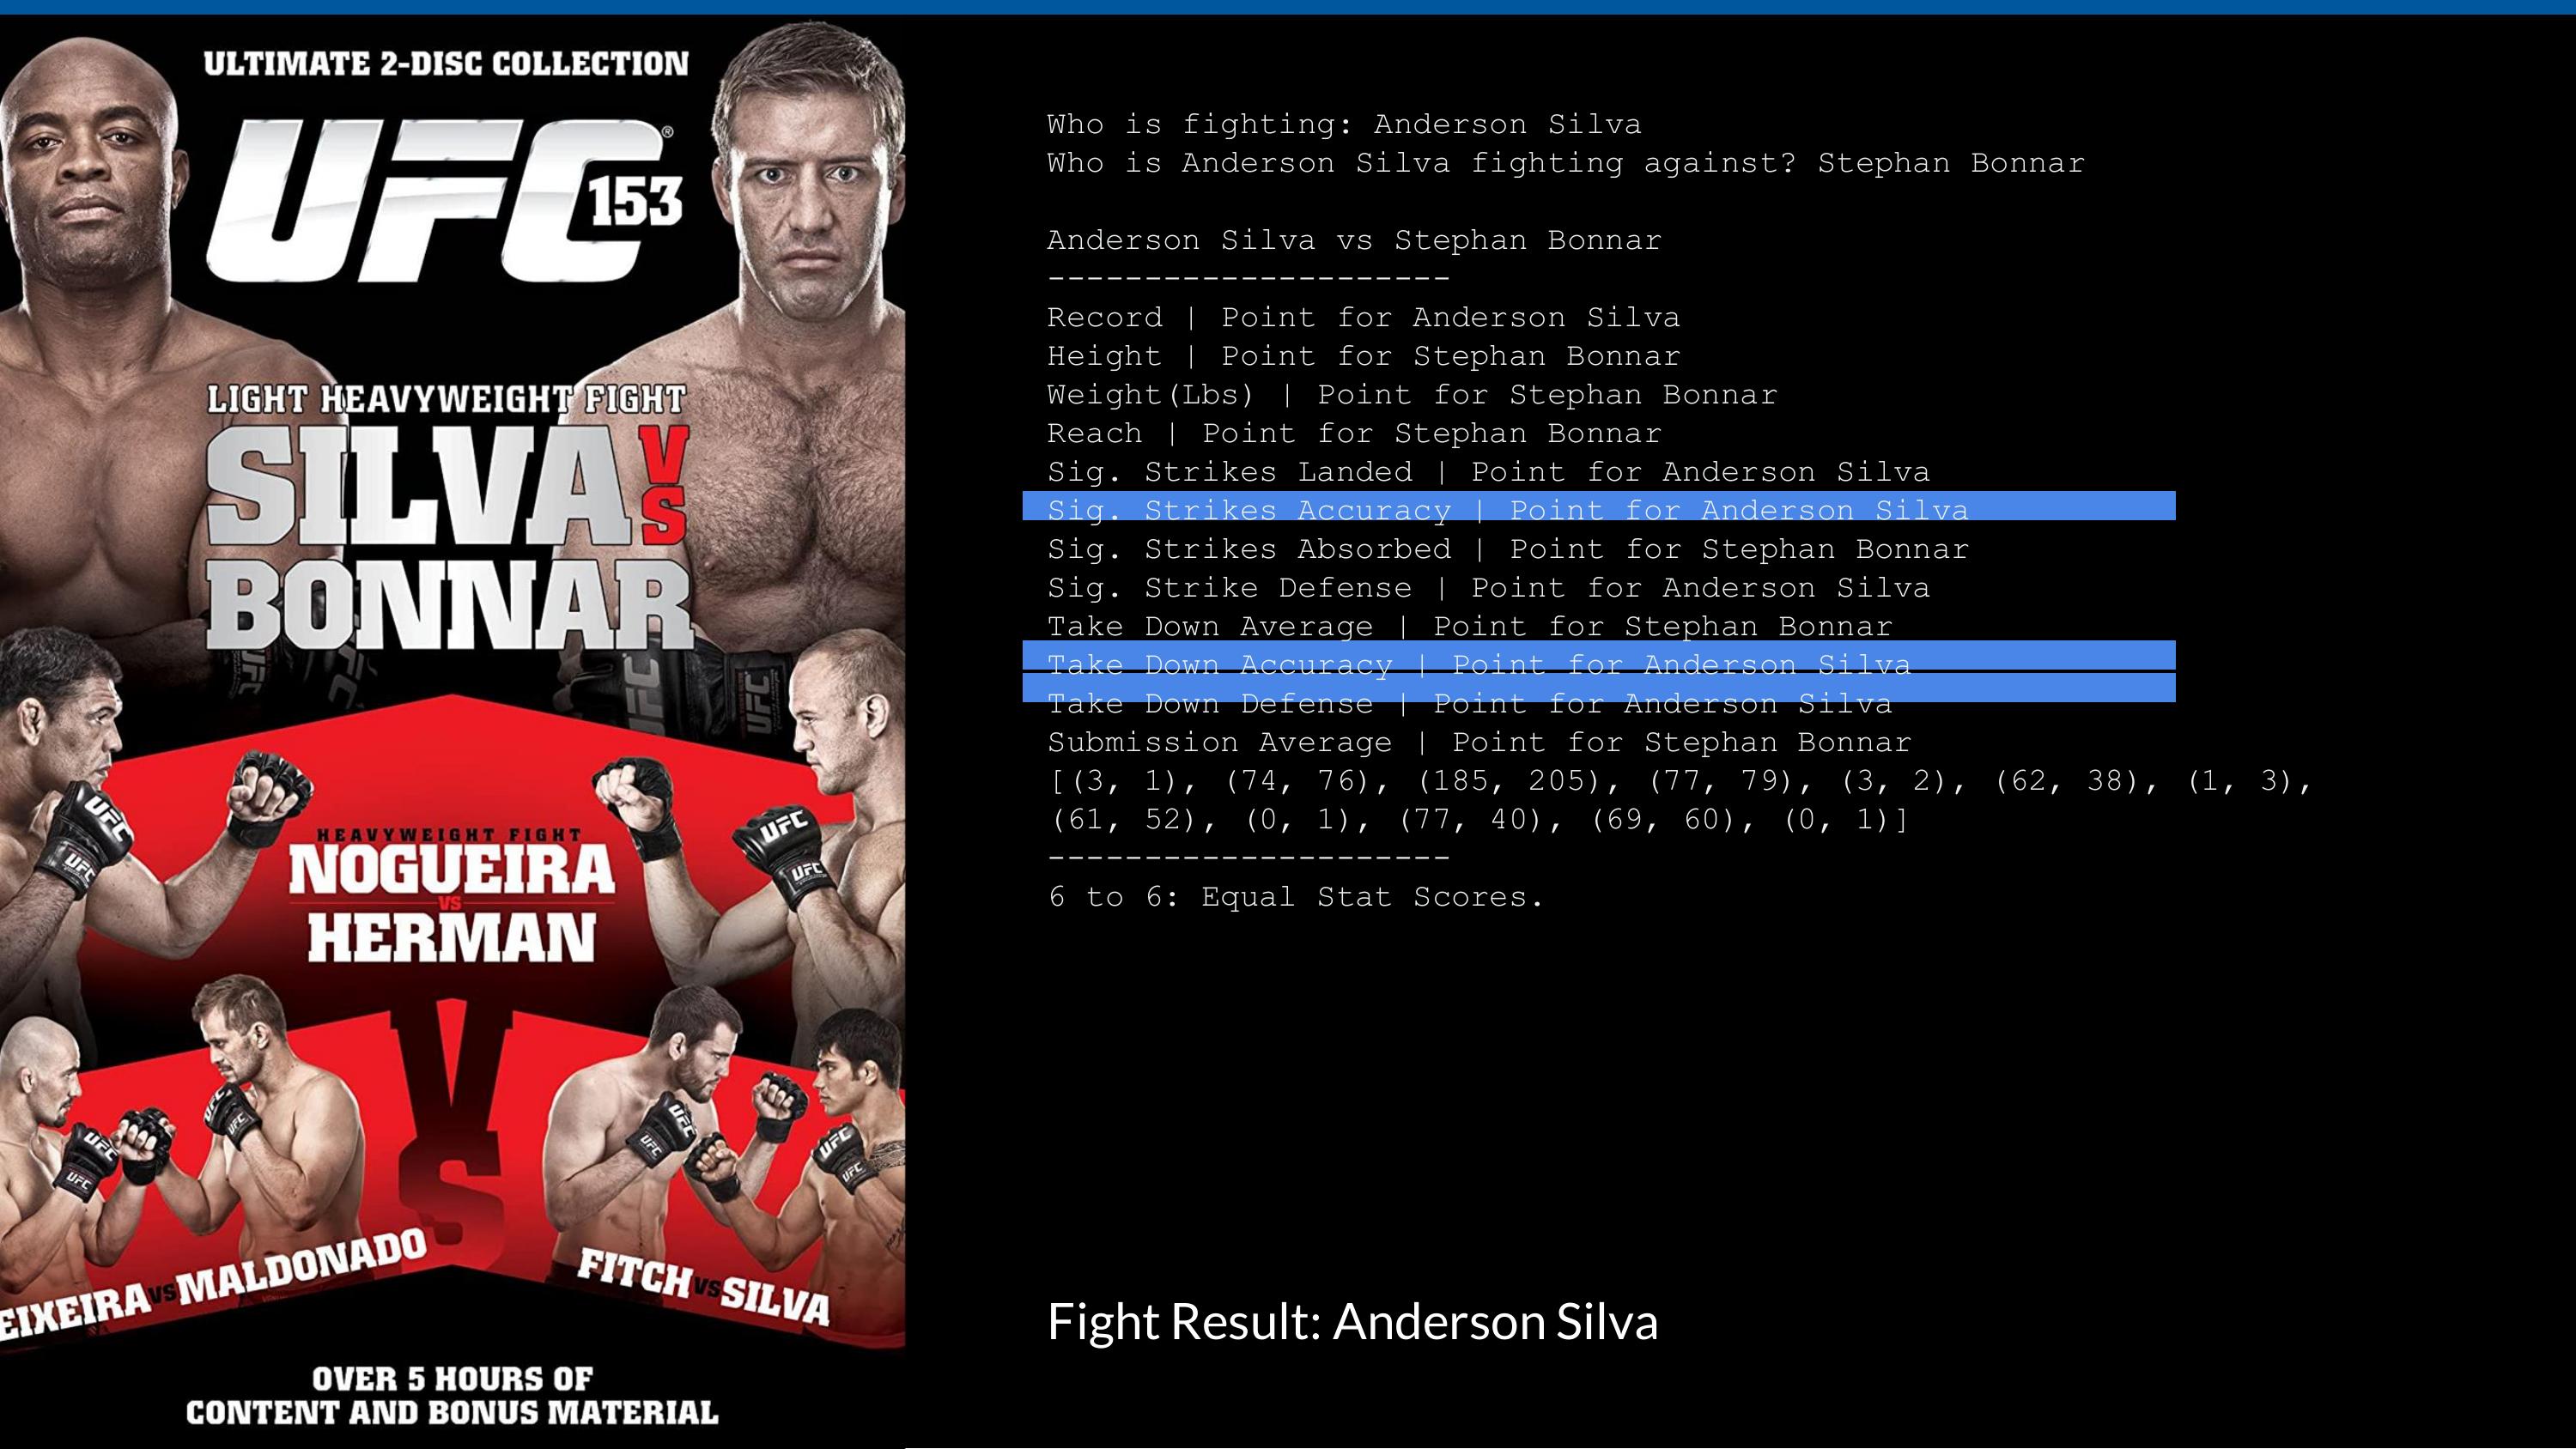 ULTIMATE 2-DISC COLLECTION
UFC®
153
LIGHT HEAVYWEIGHT FIGHT
SILVA VS
BONNAR
HEAVYWEIGHT FIGHT
NOGUEIRA
VS
HERMAN
VS
EIXEIRA VS MALDONADO
FITCH VS SILVA
OVER 5 HOURS OF
CONTENT AND BONUS MATERIAL
Who is fighting: Anderson Silva
Who is Anderson Silva fighting against? Stephan Bonnar
Anderson Silva vs Stephan Bonnar
---------------------
Record | Point for Anderson Silva
Height | Point for Stephan Bonnar
Weight(Lbs) | Point for Stephan Bonnar
Reach | Point for Stephan Bonnar
Sig. Strikes Landed | Point for Anderson Silva
Sig. Strikes Accuracy | Point for Anderson Silva
Sig. Strikes Absorbed | Point for Stephan Bonnar
Sig. Strike Defense | Point for Anderson Silva
Take Down Average | Point for Stephan Bonnar
Take Down Accuracy | Point for Anderson Silva
Take Down Defense | Point for Anderson Silva
Submission Average | Point for Stephan Bonnar
[(3, 1), (74, 76), (185, 205), (77, 79), (3, 2), (62, 38), (1, 3),
(61, 52), (0, 1), (77, 40), (69, 60), (0, 1)]
---------------------
6 to 6: Equal Stat Scores.
Fight Result: Anderson Silva